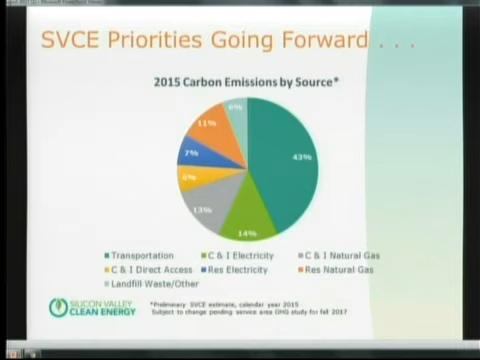 SVCE Priorities Going Forward . . .
2015 Carbon Emissions by Source*
6%
11%
43%
7%
6%
13%
14%
Transportation
C & I Electricity
C & I Natural Gas
C & I Direct Access
Res Electricity
Res Natural Gas
Landfill Waste/Other
SILICON VALLEY
CLEAN ENERGY
*Preliminary SVCE estimate, calendar year 2015
Subject to change pending service area GHG study for fall 2017